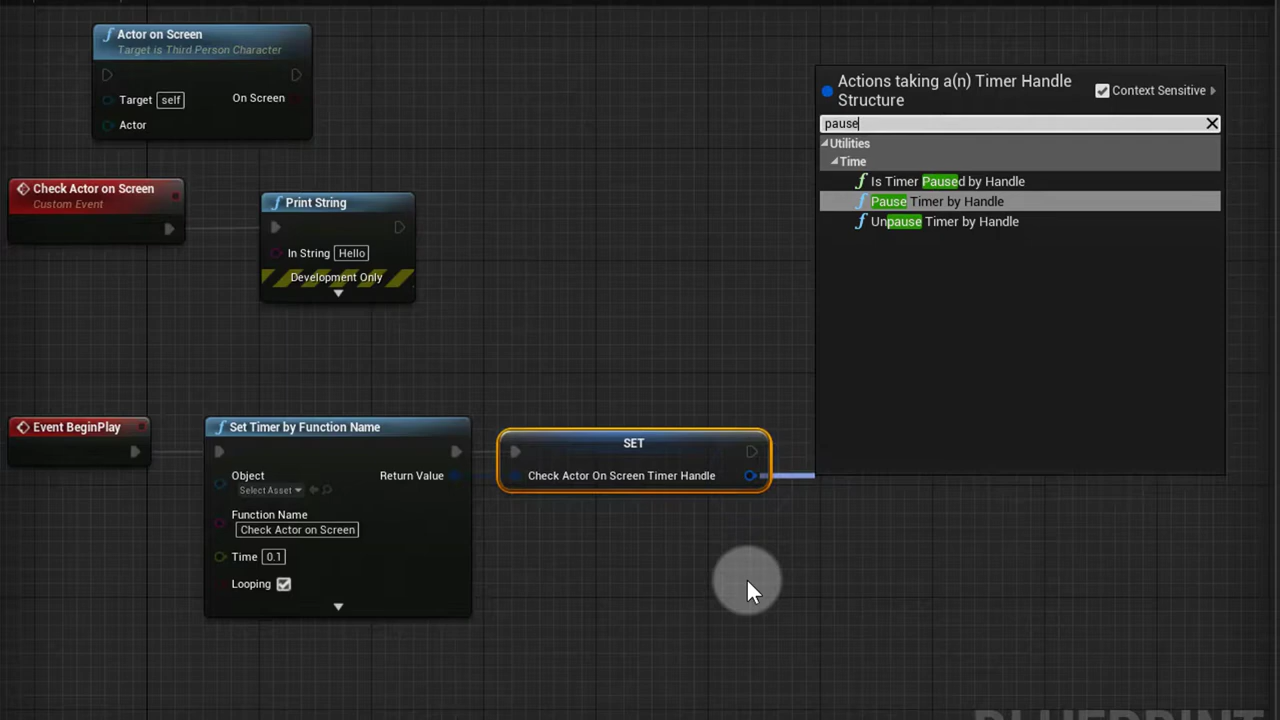 Actor on Screen
Target is Third Person Character
Target self
On Screen
Actor
Check Actor on Screen
Custom Event
Print String
In String Hello
Development Only
Actions taking a(n) Timer Handle
Structure
Context Sensitive
pause
Utilities
Time
Is Timer Paused by Handle
Pause Timer by Handle
Unpause Timer by Handle
Event BeginPlay
Set Timer by Function Name
Object
Select Asset
Return Value
Function Name
Check Actor on Screen
Time 0.1
Looping
SET
Check Actor On Screen Timer Handle
BLUEPRINT